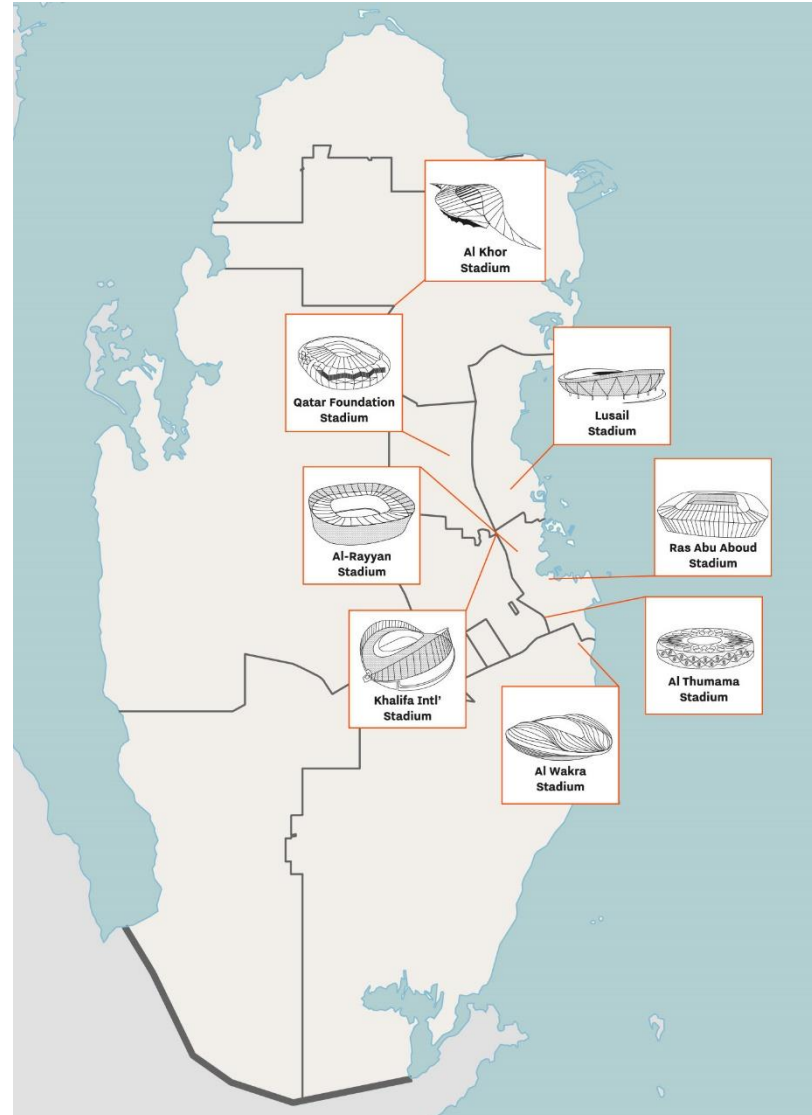 Al Khor
Stadium
Qatar Foundation
Stadium
Lusail
Stadium
Al-Rayyan
Stadium
Ras Abu Aboud
Stadium
Khalifa Intl'
Stadium
Al Thumama
Stadium
Al Wakra
Stadium